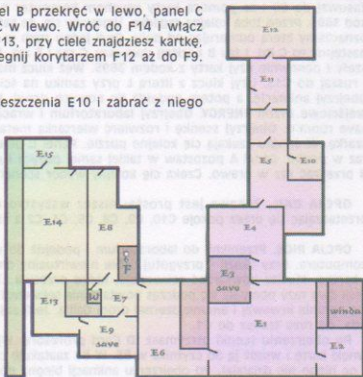 el B przekręć w lewo, panel C
ć w lewo. Wróć do F14 i włącz
13, przy ciele znajdziesz kartkę.
egnij korytarzem F12 aż do F9.
eszczenia E10 i zabrać z niego
E12
E11
E5
E10
E4
E15
E14
E8
F
E3
save
E13
E7
E9
save
E6
E1
winda
E2